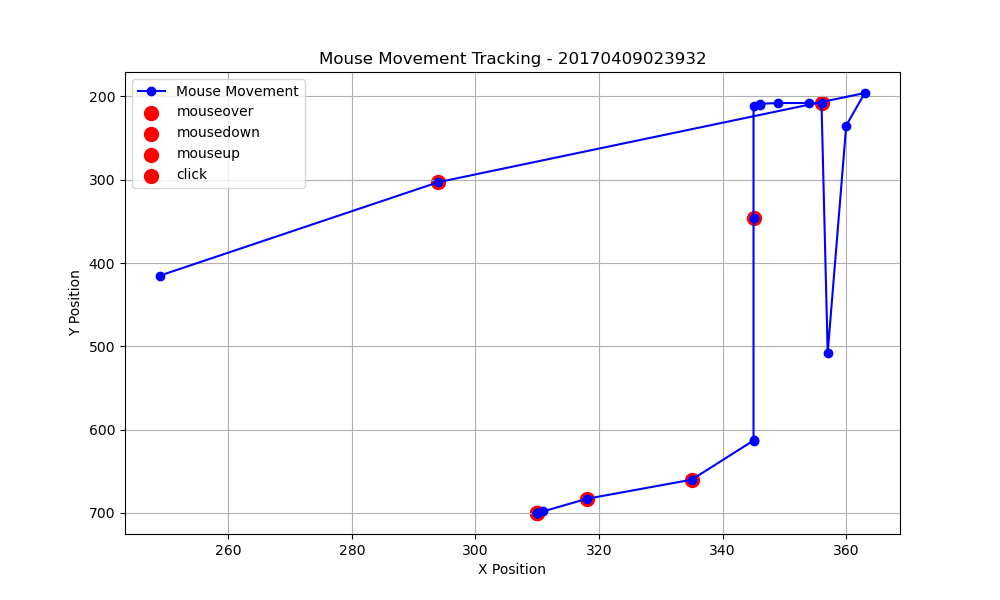 Mouse Movement Tracking - 20170409023932
Mouse Movement
mouseover
mousedown
mouseup
click
200
300
400
500
600
700
Y Position
260
280
300
320
340
360
X Position